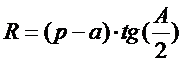 R = (p − a) · tg(A/2)